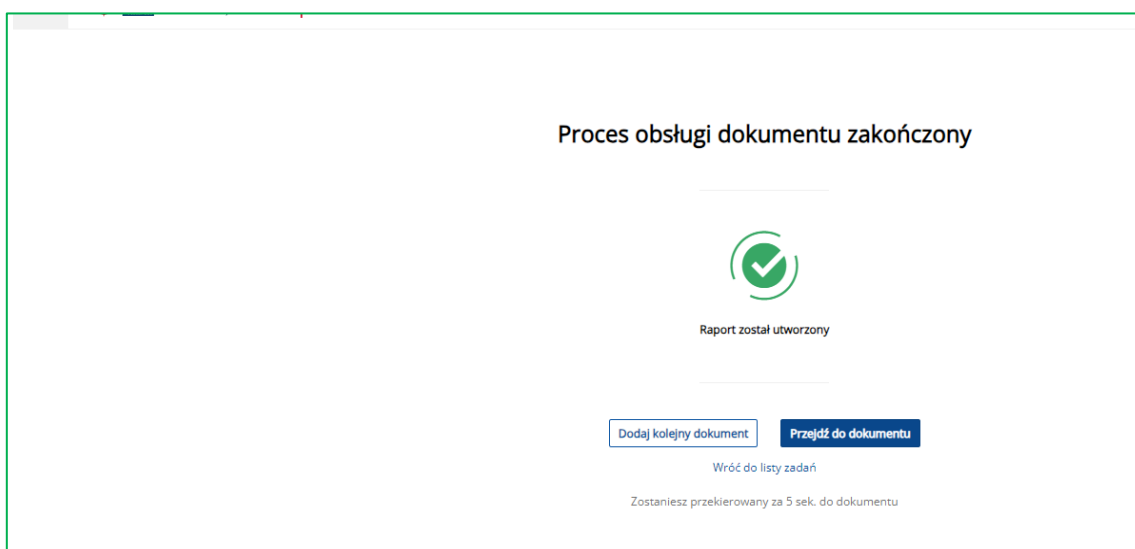 Proces obsługi dokumentu zakończony
Raport został utworzony
Dodaj kolejny dokument
Przejdź do dokumentu
Wróć do listy zadań
Zostaniesz przekierowany za 5 sek. do dokumentu